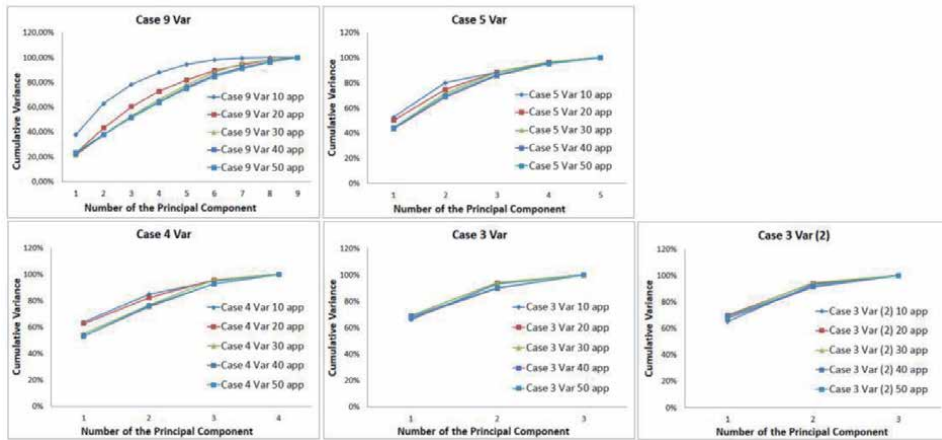 Case 9 Var
Cumulative Variance
120,00%
100,00%
80,00%
60,00%
40,00%
20,00%
0,00%
Case 9 Var 10 app
Case 9 Var 20 app
Case 9 Var 30 app
Case 9 Var 40 app
Case 9 Var 50 app
1 2 3 4 5 6 7 8 9
Number of the Principal Component
Case 5 Var
Cumulative Variance
120%
100%
80%
60%
40%
20%
0%
Case 5 Var 10 app
Case 5 Var 20 app
Case 5 Var 30 app
Case 5 Var 40 app
Case 5 Var 50 app
1 2 3 4 5
Number of the Principal Component
Case 4 Var
Cumulative Variance
120%
100%
80%
60%
40%
20%
0%
Case 4 Var 10 app
Case 4 Var 20 app
Case 4 Var 30 app
Case 4 Var 40 app
Case 4 Var 50 app
1 2 3 4
Number of the Principal Component
Case 3 Var
Cumulative Variance
120%
100%
80%
60%
40%
20%
0%
Case 3 Var 10 app
Case 3 Var 20 app
Case 3 Var 30 app
Case 3 Var 40 app
Case 3 Var 50 app
1 2 3
Number of the Principal Component
Case 3 Var (2)
Cumulative Variance
120%
100%
80%
60%
40%
20%
0%
Case 3 Var (2) 10 app
Case 3 Var (2) 20 app
Case 3 Var (2) 30 app
Case 3 Var (2) 40 app
Case 3 Var (2) 50 app
1 2 3
Number of the Principal Component